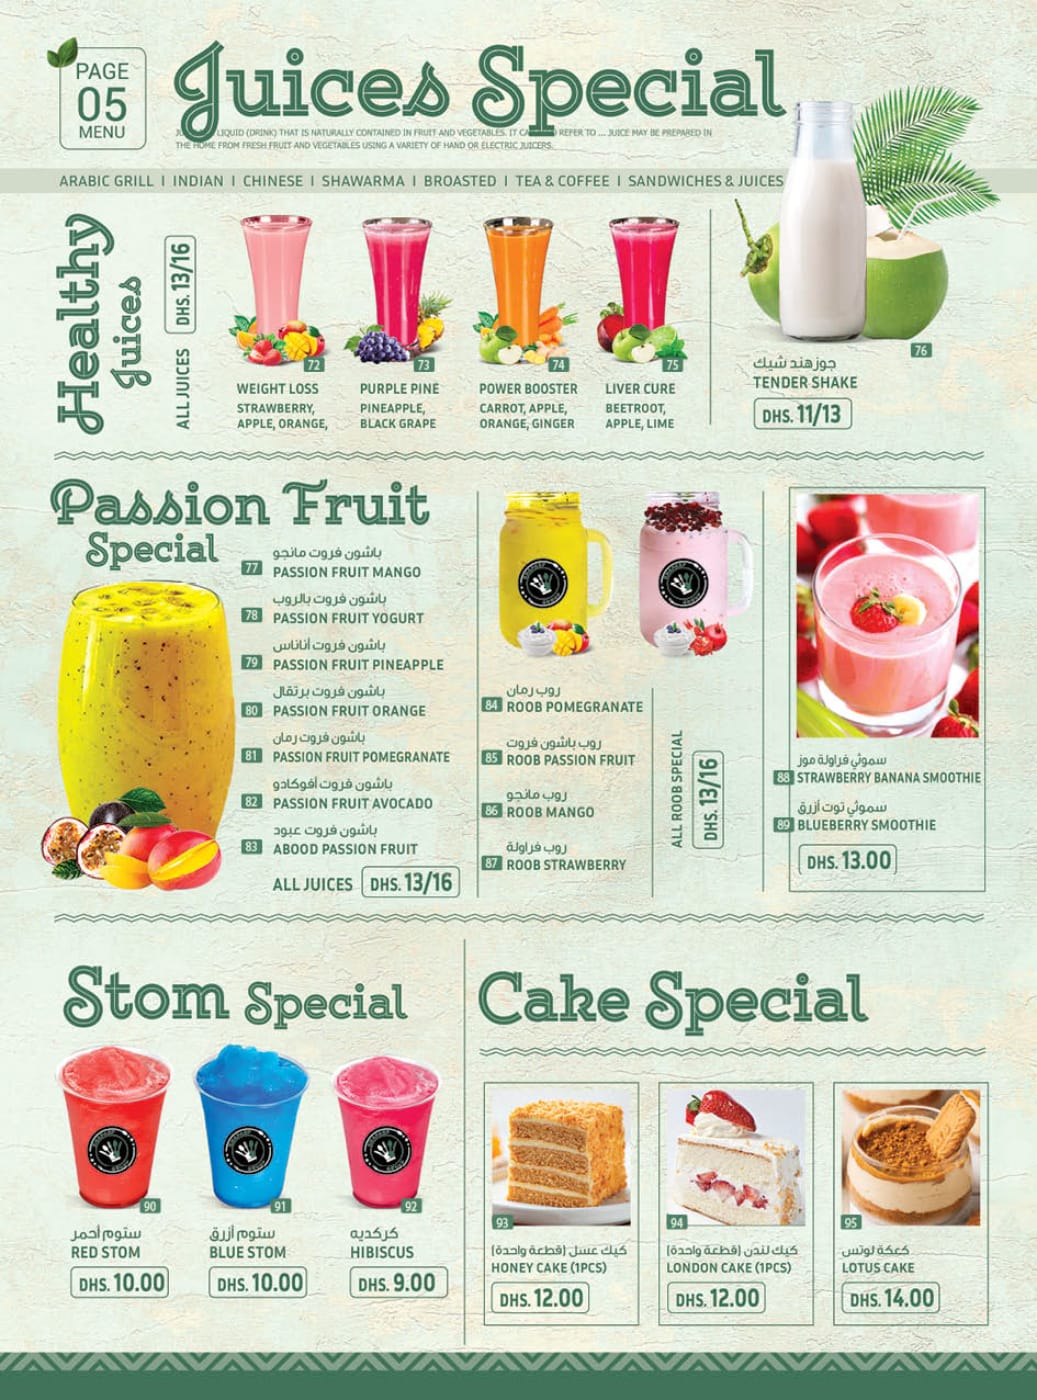 PAGE
05
MENU
Juices Special
LIQUID (DRINK) THAT IS NATURALLY CONTAINED IN FRUIT AND VEGETABLES. IT REFER TO ... JUICE MAY BE PREPARED IN
THE HOME FROM FRESH FRUIT AND VEGETABLES USING A VARIETY OF HAND OR ELECTRIC JUICERS.
ARABIC GRILL I INDIAN I CHINESE I SHAWARMA I BROASTED I TEA & COFFEE I SANDWICHES & JUICES
Healthy
Juices
ALL JUICES DHS. 13/16
72
WEIGHT LOSS
STRAWBERRY,
APPLE, ORANGE,
73
PURPLE PINE
PINEAPPLE,
BLACK GRAPE
74
POWER BOOSTER
CARROT, APPLE,
ORANGE, GINGER
75
LIVER CURE
BEETROOT,
APPLE, LIME
76
جوز هند شيك
TENDER SHAKE
DHS. 11/13
Passion Fruit
Special
باشون فروت مانجو
77 PASSION FRUIT MANGO
باشون فروت بالروب
78 PASSION FRUIT YOGURT
باشون فروت أناناس
79 PASSION FRUIT PINEAPPLE
باشون فروت برتقال
80 PASSION FRUIT ORANGE
باشون فروت رمان
81 PASSION FRUIT POMEGRANATE
باشون فروت أفوكادو
82 PASSION FRUIT AVOCADO
باشون فروت عبود
83 ABOOD PASSION FRUIT
ALL JUICES DHS. 13/16
روب رمان
84 ROOB POMEGRANATE
روب باشون فروت
85 ROOB PASSION FRUIT
روب مانجو
86 ROOB MANGO
روب فراولة
87 ROOB STRAWBERRY
ALL ROOB SPECIAL
DHS. 13/16
سموثي فراولة موز
88 STRAWBERRY BANANA SMOOTHIE
سموثي توت أزرق
89 BLUEBERRY SMOOTHIE
DHS. 13.00
Stom Special
90
ستوم أحمر
RED STOM
DHS. 10.00
91
ستوم أزرق
BLUE STOM
DHS. 10.00
92
كركديه
HIBISCUS
DHS. 9.00
Cake Special
93
كيك عسل (قطعة واحدة)
HONEY CAKE (1PCS)
DHS. 12.00
94
كيك لندن (قطعة واحدة)
LONDON CAKE (1PCS)
DHS. 12.00
95
كعكة لوتس
LOTUS CAKE
DHS. 14.00